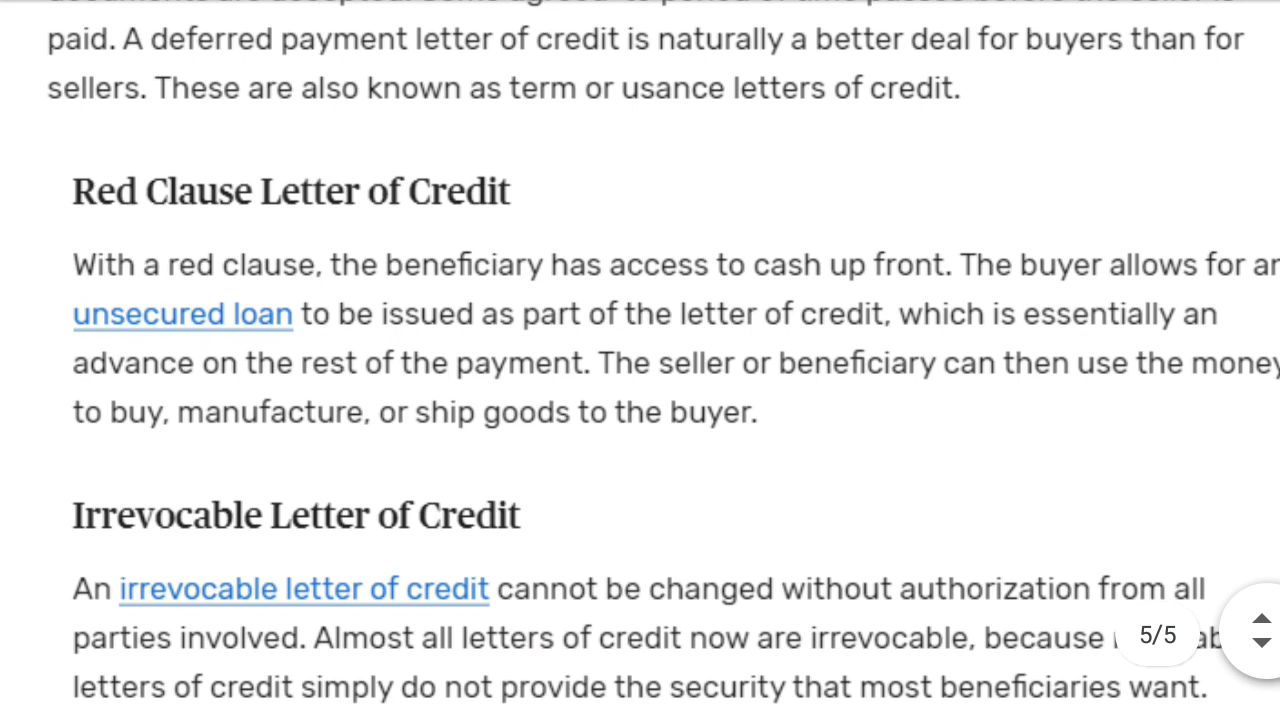 paid. A deferred payment letter of credit is naturally a better deal for buyers than for
sellers. These are also known as term or usance letters of credit.
Red Clause Letter of Credit
With a red clause, the beneficiary has access to cash up front. The buyer allows for an
unsecured loan to be issued as part of the letter of credit, which is essentially an
advance on the rest of the payment. The seller or beneficiary can then use the money
to buy, manufacture, or ship goods to the buyer.
Irrevocable Letter of Credit
An irrevocable letter of credit cannot be changed without authorization from all
parties involved. Almost all letters of credit now are irrevocable, because
5/5
letters of credit simply do not provide the security that most beneficiaries want.